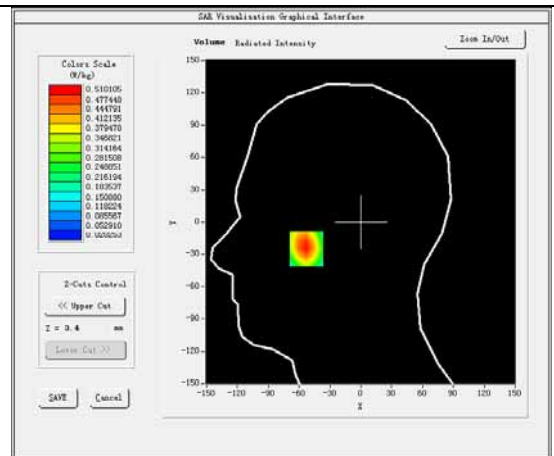 SAR Visualisation Graphical Interface
Volume Radiated Intensity
Zoom In/Out
Colors Scale
(W/kg)
0.510105
0.477448
0.444791
0.412135
0.379478
0.346821
0.314164
0.281508
0.248851
0.216194
0.183537
0.150880
0.118224
0.085567
0.052910
Z-Cuts Control
<< Upper Cut
Z = 3.4 mm
Lower Cut >>
SAVE Cancel
150
120
90
60
30
0
-30
-60
-90
-120
-150
Y
-150 -120 -90 -60 -30 0 30 60 90 120 150
X